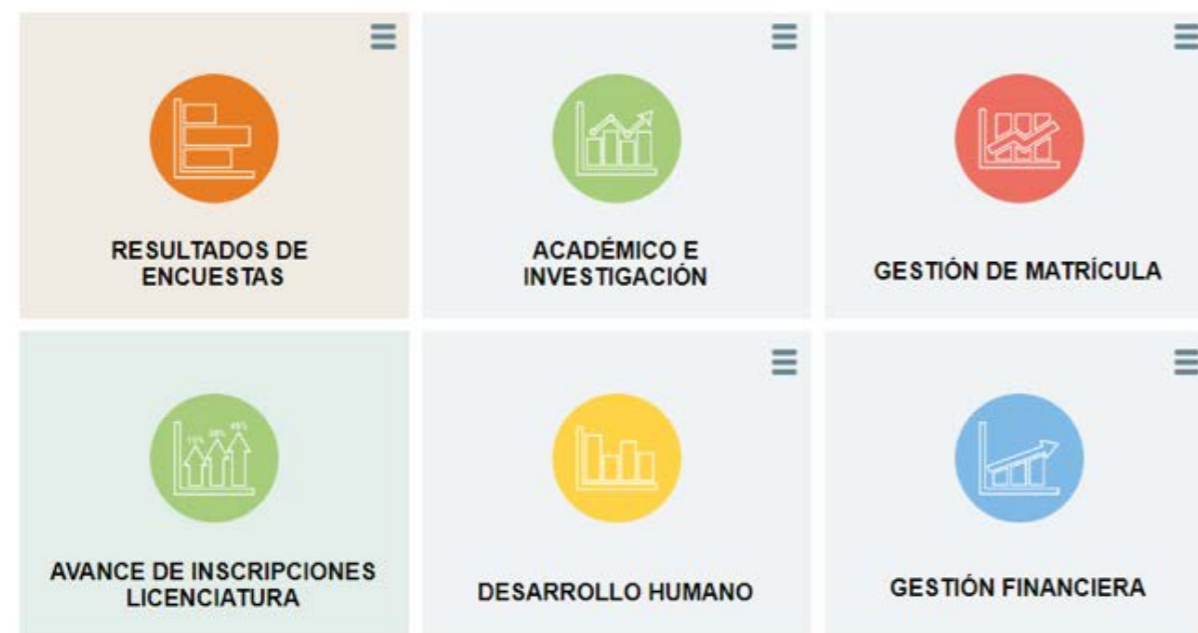 RESULTADOS DE
ENCUESTAS
ACADÉMICO E
INVESTIGACIÓN
GESTIÓN DE MATRÍCULA
AVANCE DE INSCRIPCIONES
LICENCIATURA
DESARROLLO HUMANO
GESTIÓN FINANCIERA